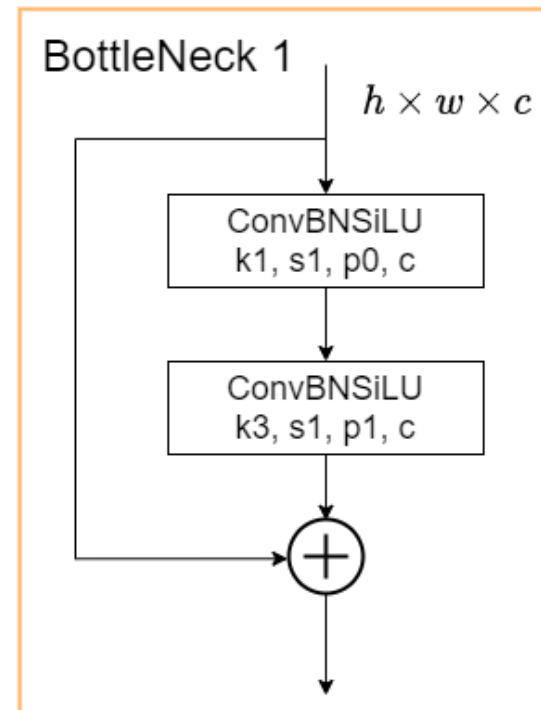 BottleNeck 1
h × w × c
ConvBNSiLU
k1, s1, p0, c
ConvBNSiLU
k3, s1, p1, c